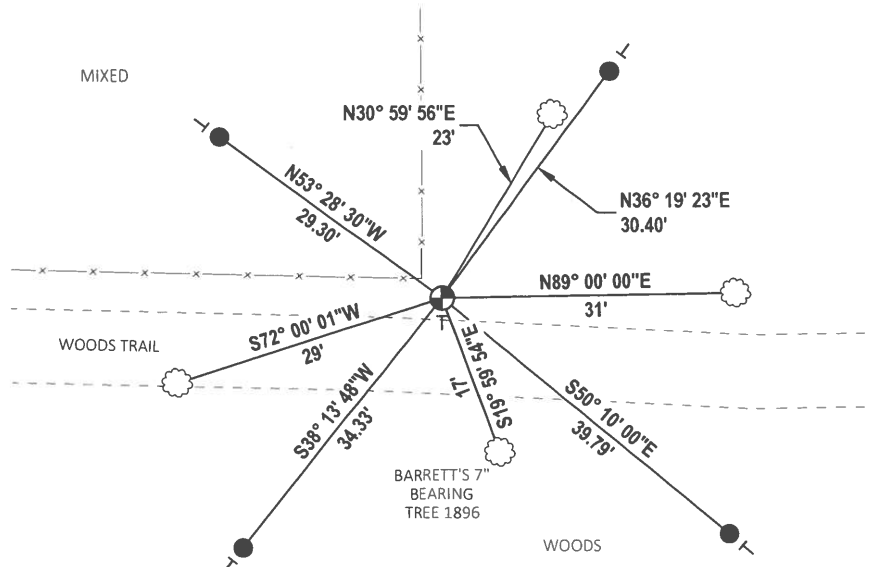 MIXED
N30° 59' 56"E
23'
N53° 28' 30"W
29.30'
N36° 19' 23"E
30.40'
N89° 00' 00"E
31'
S72° 00' 01"W
29'
WOODS TRAIL
S38° 13' 48"W
34.33'
S19° 59' 54"E
17'
S50° 10' 00"E
39.79'
BARRETT'S 7"
BEARING
TREE 1896
WOODS